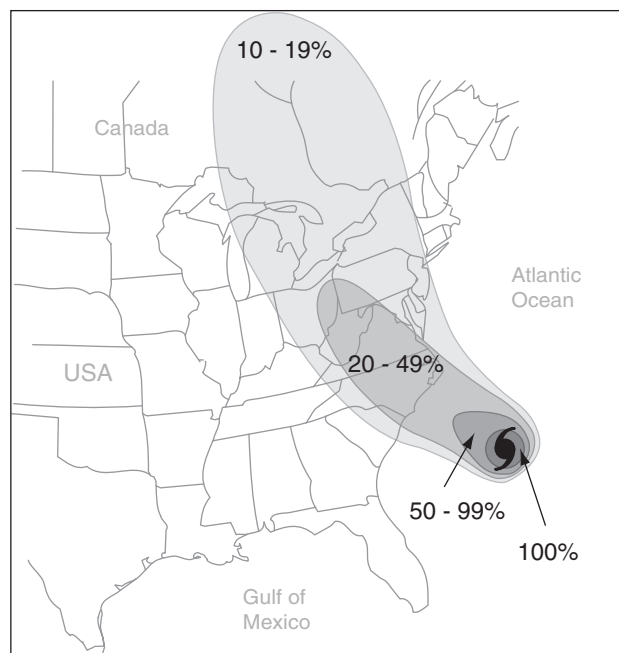 10 - 19%
Canada
Atlantic
Ocean
20 - 49%
USA
50 - 99%
100%
Gulf of
Mexico